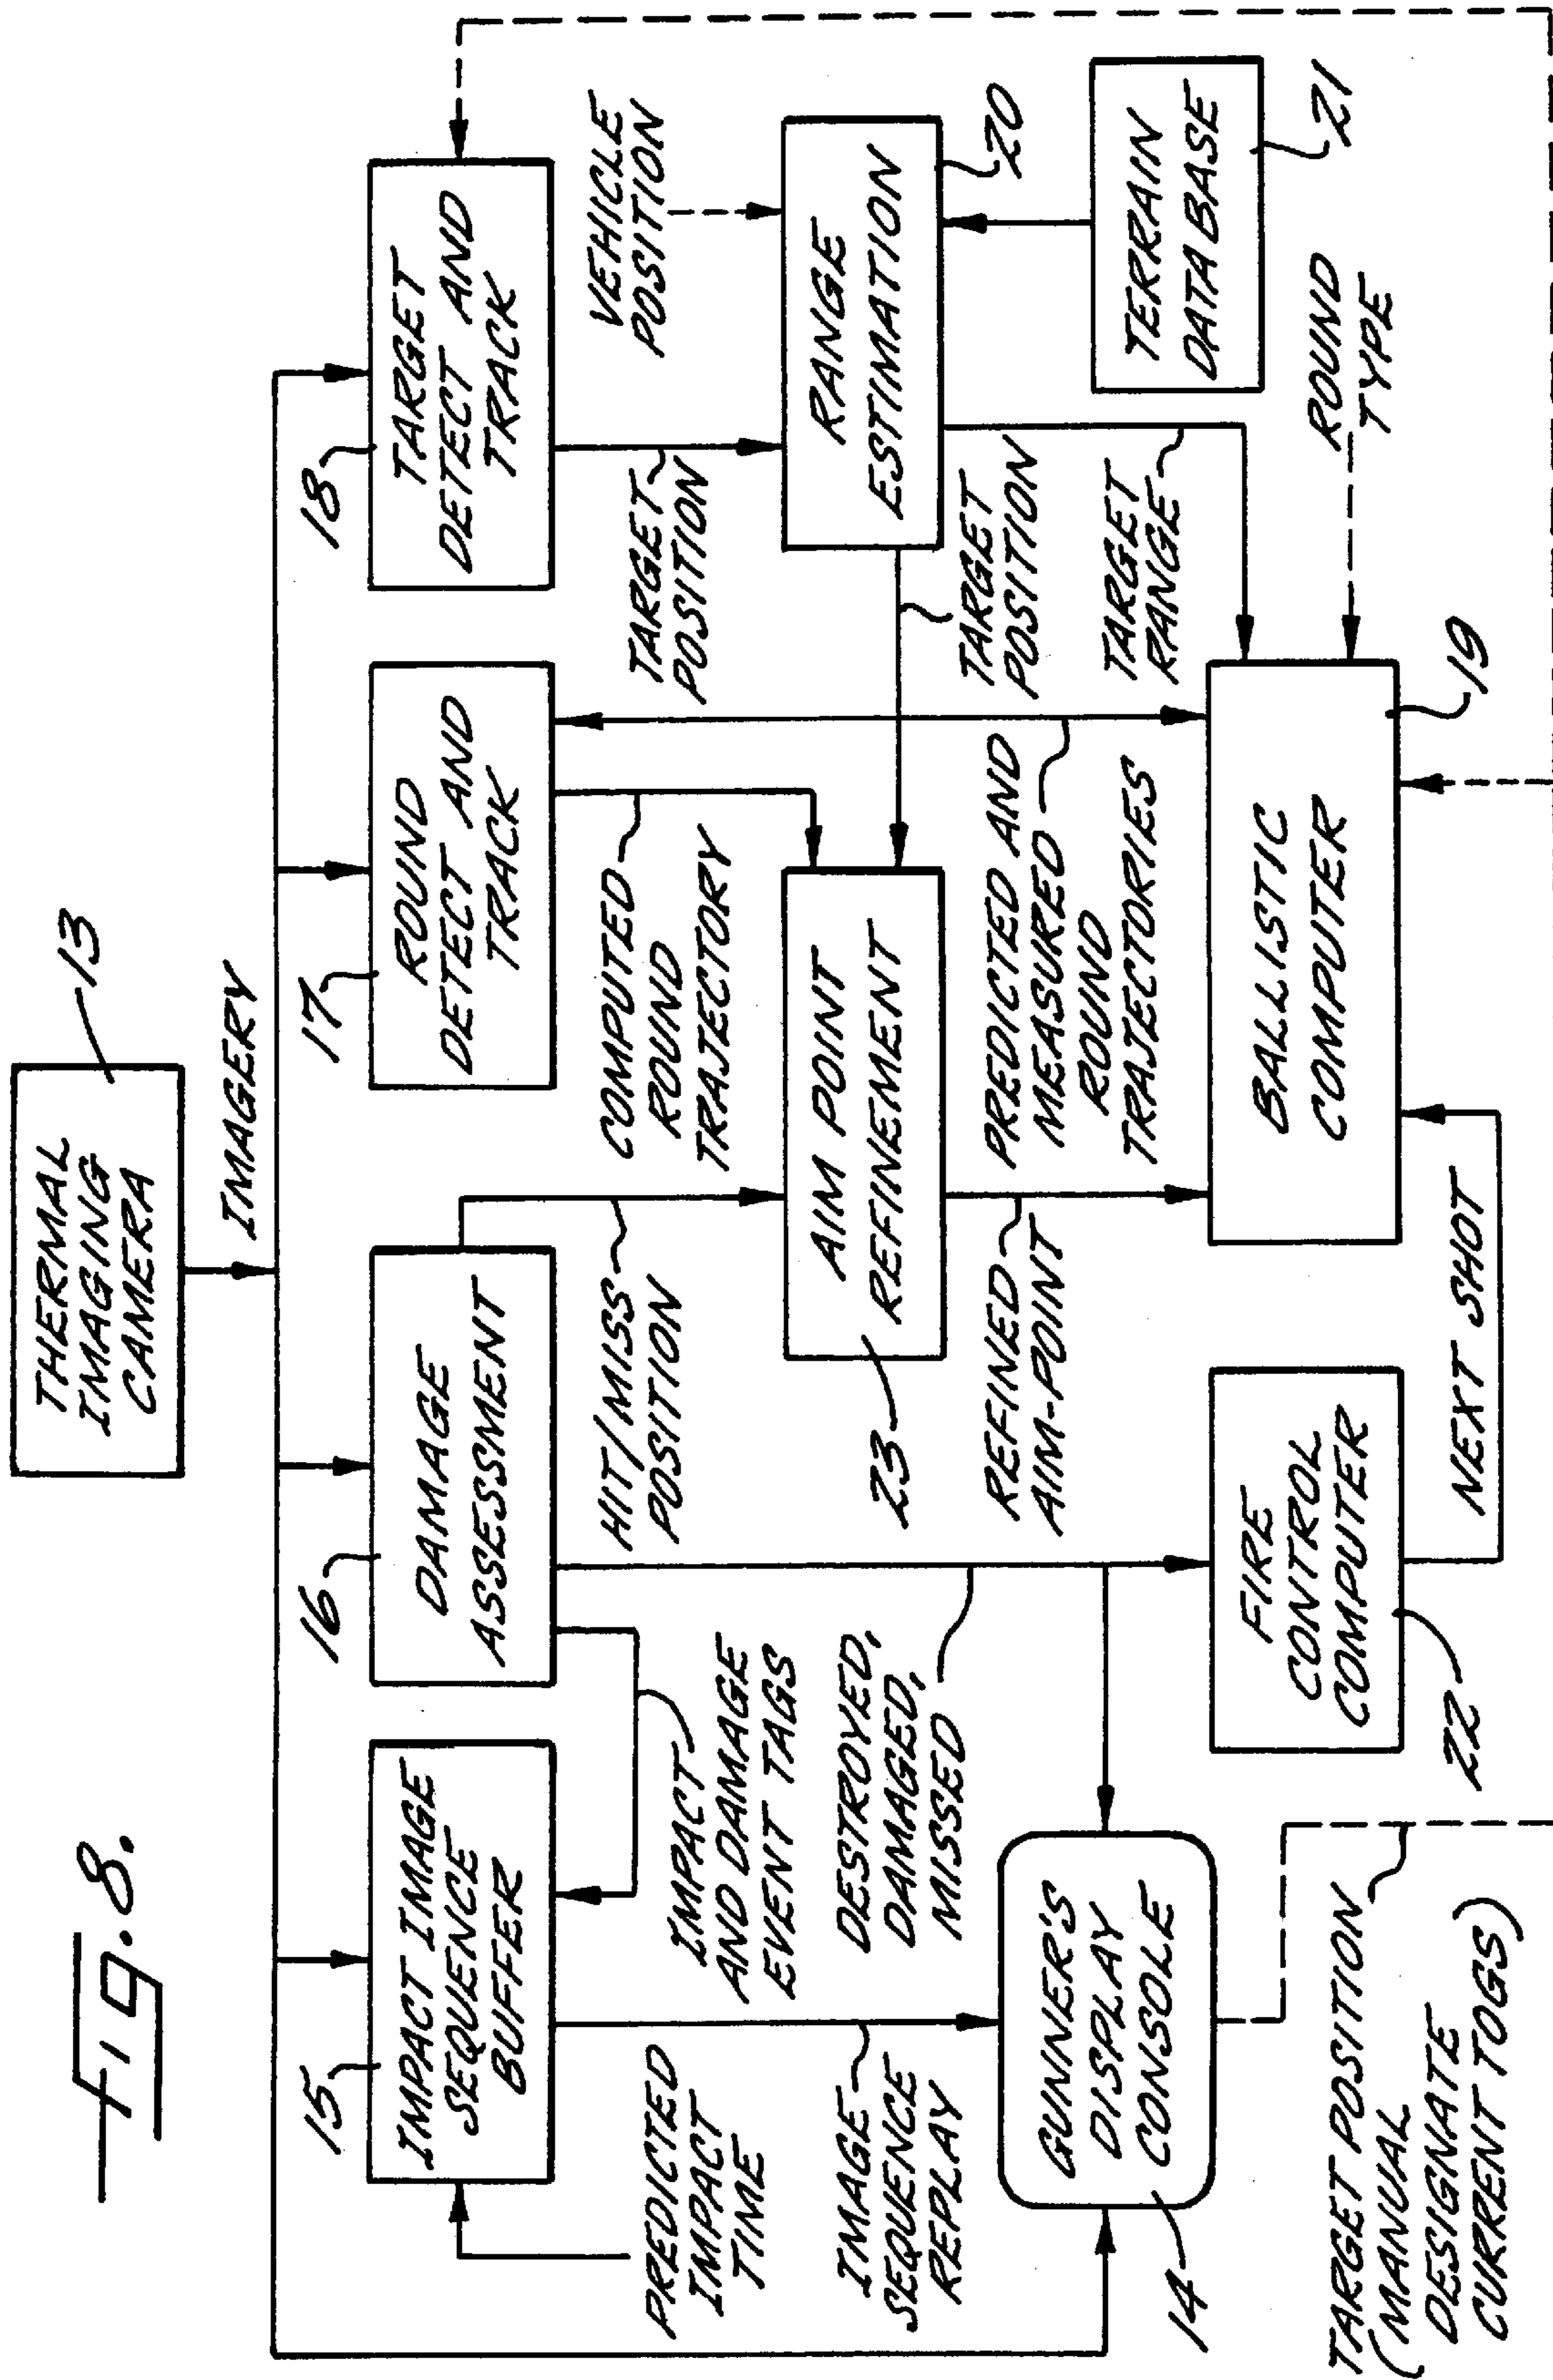 Fig. 8.
THERMAL
IMAGING
CAMERA
13
IMAGERY
15
IMPACT IMAGE
SEQUENCE
BUFFER
16
DAMAGE
ASSESSMENT
17
ROUND
DETECT AND
TRACK
18
TARGET
DETECT AND
TRACK
PREDICTED
IMPACT
TIME
IMPACT
AND DAMAGE
EVENT TAGS
HIT/MISS
POSITION
COMPUTED
ROUND
TRAJECTORY
TARGET
POSITION
VEHICLE
POSITION
IMAGE
SEQUENCE
REPLAY
DESTROYED,
DAMAGED,
MISSED
23
AIM POINT
REFINEMENT
RANGE
ESTIMATION
20
REFINED
AIM-POINT
PREDICTED AND
MEASURED
ROUND
TRAJECTORIES
TARGET
POSITION
TARGET
RANGE
TERRAIN
DATA BASE
21
14
GUNNER'S
DISPLAY
CONSOLE
FIRE
CONTROL
COMPUTER
22
BALLISTIC
COMPUTER
19
ROUND
TYPE
NEXT SHOT
TARGET POSITION
(MANUAL
DESIGNATE
CURRENT TOGS)